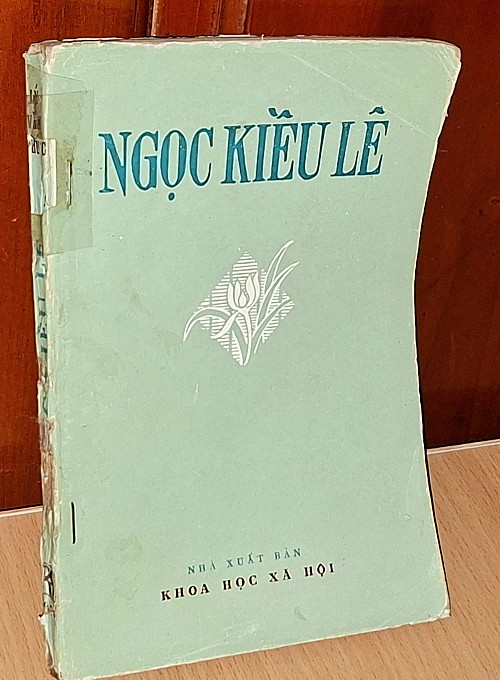 NGỌC KIỀU LÊ
NHÀ XUẤT BẢN
KHOA HỌC XÃ HỘI